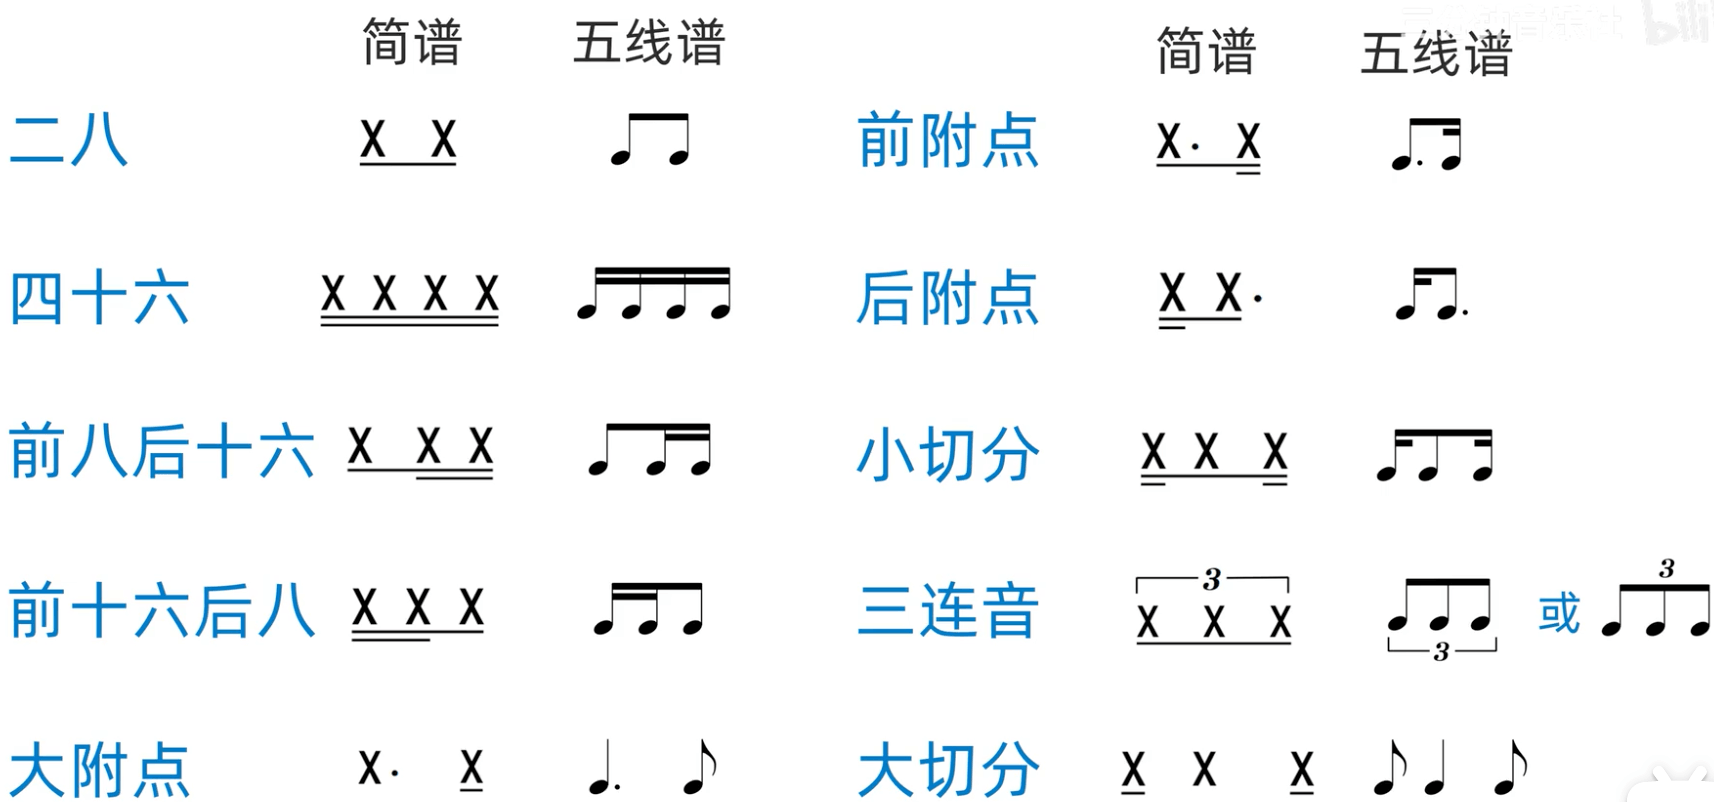 简谱 五线谱 简谱 五线谱
二八 X X 前附点 X· X
四十六 X X X X 后附点 X X·
前八后十六 X X X 小切分 X X X
前十六后八 X X X 三连音 3 X X X 3 或 3
大附点 X· X 大切分 X X X
bili